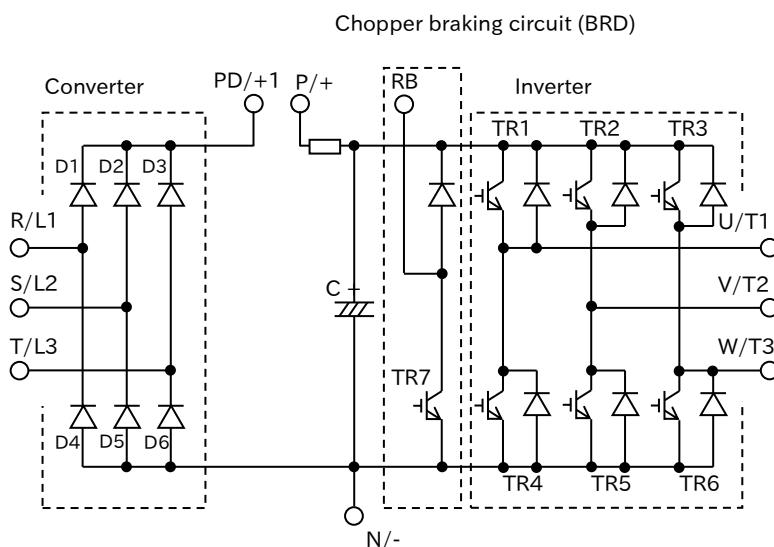 Chopper braking circuit (BRD)
Converter
PD/+1
P/+
RB
Inverter
TR1
TR2
TR3
D1
D2
D3
R/L1
U/T1
S/L2
C +
V/T2
T/L3
TR7
W/T3
D4
D5
D6
TR4
TR5
TR6
N/-